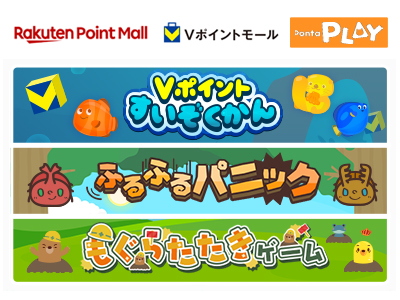 Rakuten Point Mall
Vポイントモール
Ponta PLAY
Vポイント
すいぞくかん
ふるふるパニック
もぐらたたきゲーム